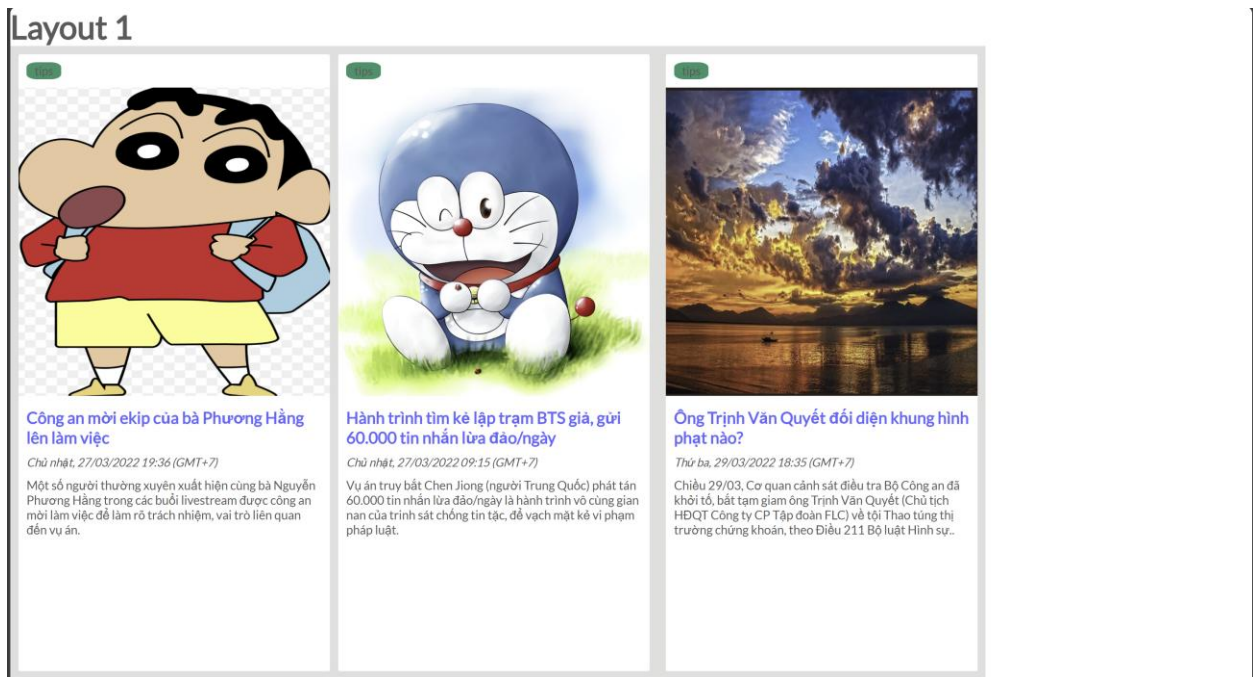 Layout 1
tips
Công an mời ekip của bà Phương Hằng
lên làm việc
Chủ nhật, 27/03/2022 19:36 (GMT+7)
Một số người thường xuyên xuất hiện cùng bà Nguyễn
Phương Hằng trong các buổi livestream được công an
mời làm việc để làm rõ trách nhiệm, vai trò liên quan
đến vụ án.
tips
Hành trình tìm kẻ lập trạm BTS giả, gửi
60.000 tin nhắn lừa đảo/ngày
Chủ nhật, 27/03/2022 09:15 (GMT+7)
Vụ án truy bắt Chen Jiong (người Trung Quốc) phát tán
60.000 tin nhắn lừa đảo/ngày là hành trình vô cùng gian
nan của trinh sát chống tin tặc, để vạch mặt kẻ vi phạm
pháp luật.
tips
Ông Trịnh Văn Quyết đối diện khung hình
phạt nào?
Thứ ba, 29/03/2022 18:35 (GMT+7)
Chiều 29/03, Cơ quan cảnh sát điều tra Bộ Công an đã
khởi tố, bắt tạm giam ông Trịnh Văn Quyết (Chủ tịch
HĐQT Công ty CP Tập đoàn FLC) về tội Thao túng thị
trường chứng khoán, theo Điều 211 Bộ luật Hình sự..